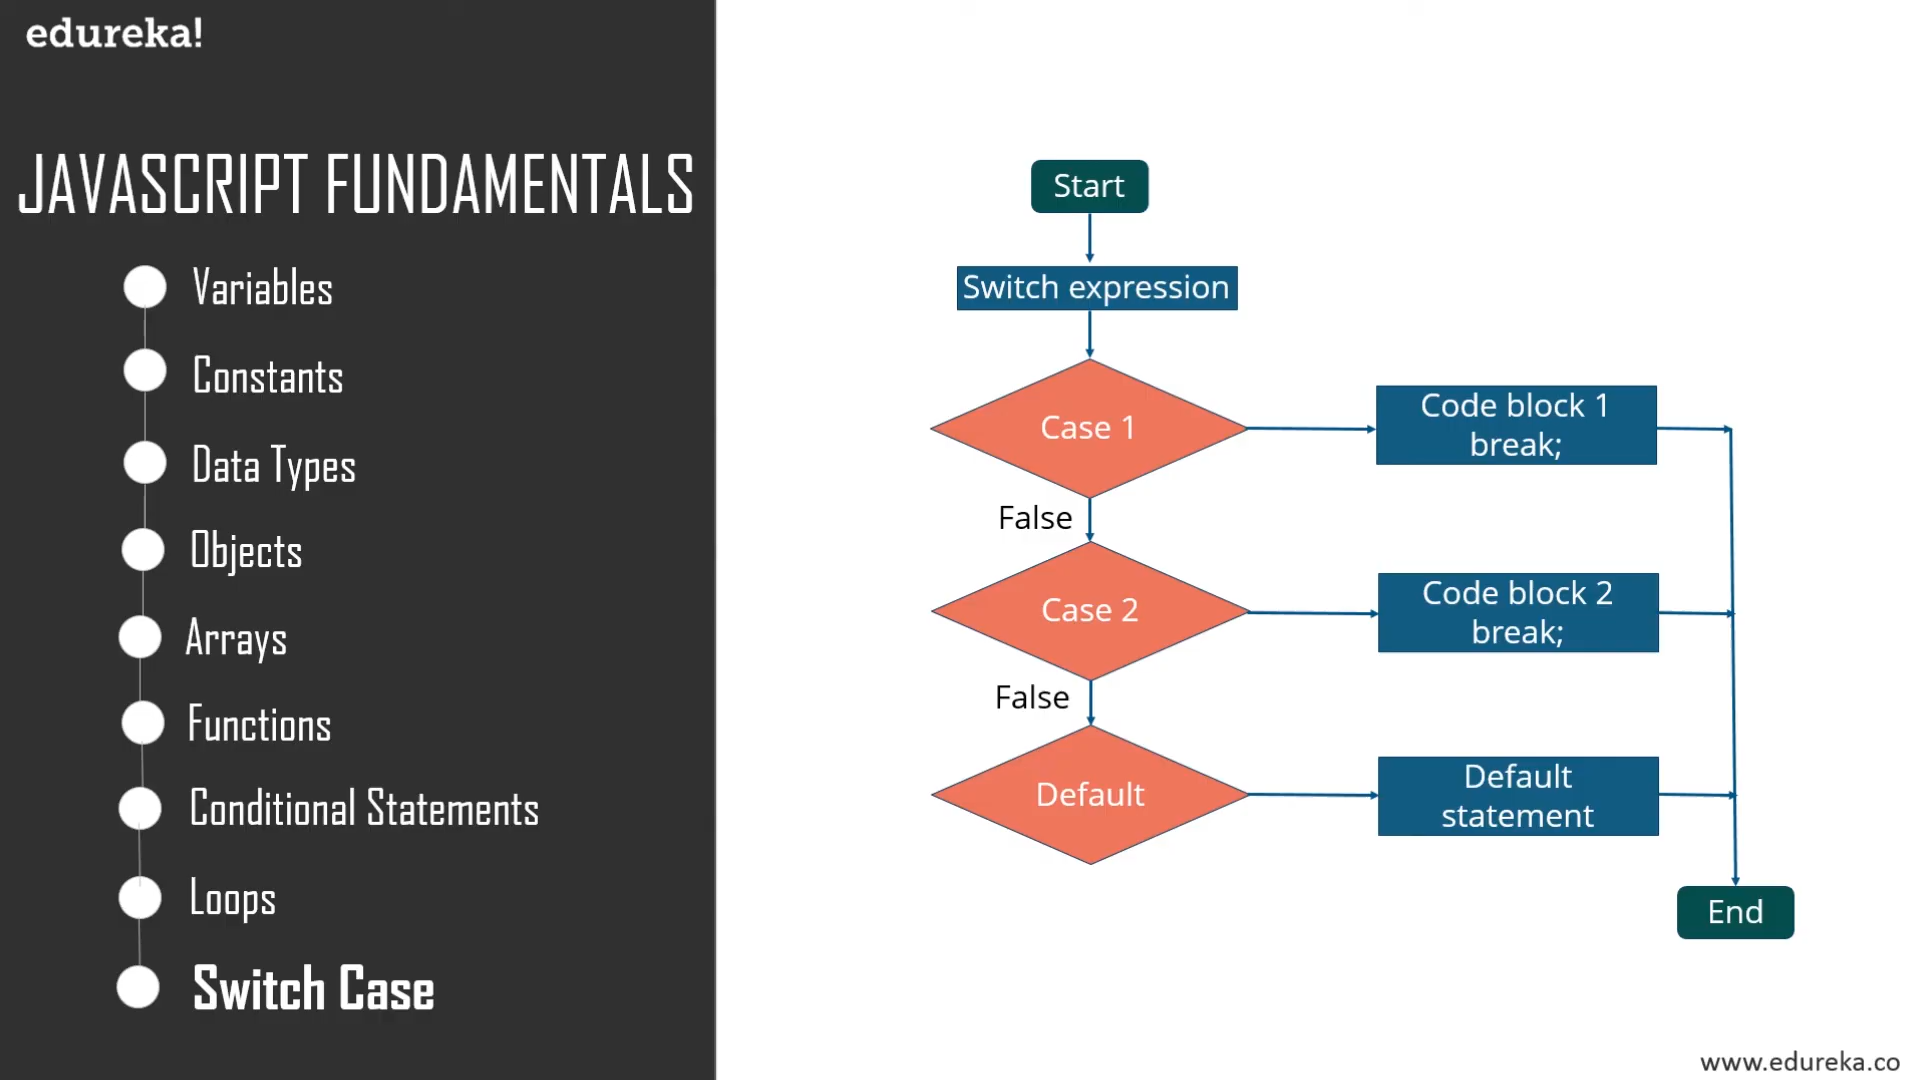 edureka!
JAVASCRIPT FUNDAMENTALS
Variables
Constants
Data Types
Objects
Arrays
Functions
Conditional Statements
Loops
Switch Case
Start
Switch expression
Case 1
Code block 1
break;
False
Case 2
Code block 2
break;
False
Default
Default
statement
End
www.edureka.co